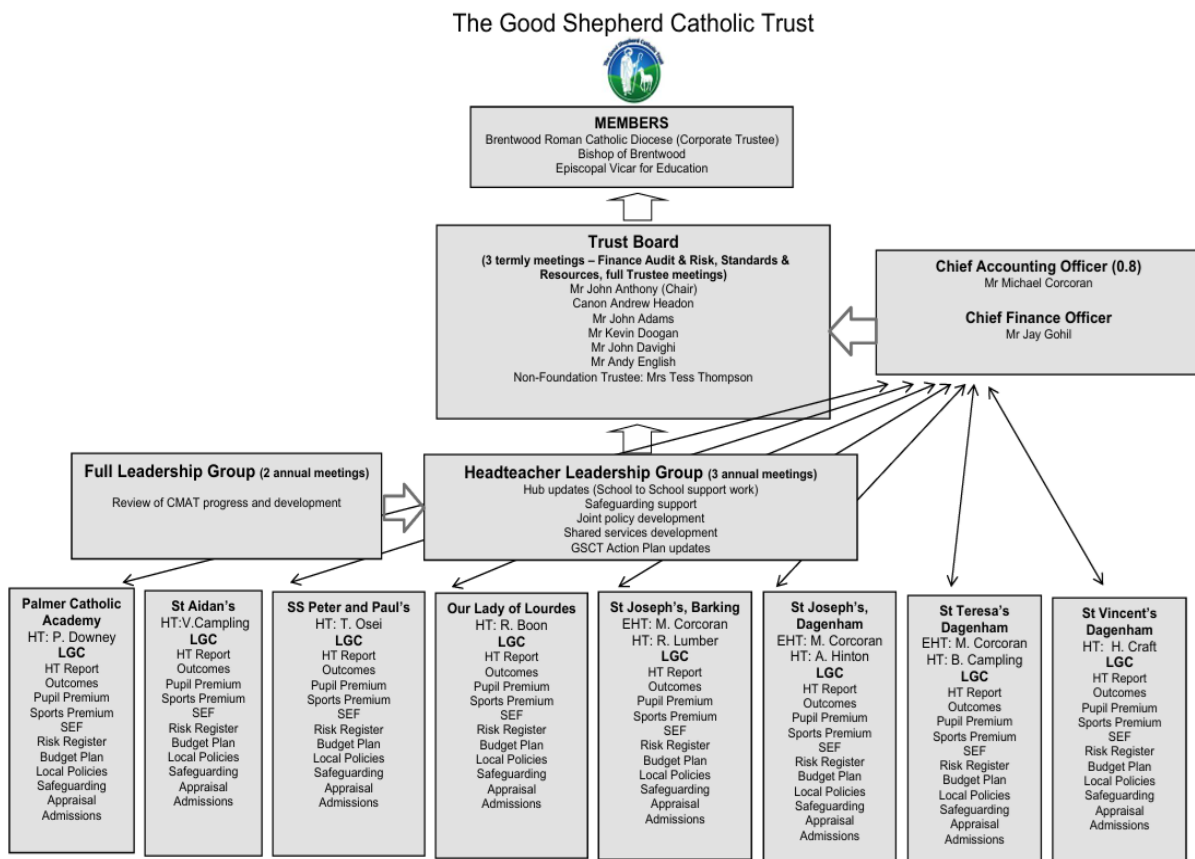 The Good Shepherd Catholic Trust
The Good Shepherd Catholic Trust
MEMBERS
Brentwood Roman Catholic Diocese (Corporate Trustee)
Bishop of Brentwood
Episcopal Vicar for Education
Trust Board
(3 termly meetings – Finance Audit & Risk, Standards &
Resources, full Trustee meetings)
Mr John Anthony (Chair)
Canon Andrew Headon
Mr John Adams
Mr Kevin Doogan
Mr John Davighi
Mr Andy English
Non-Foundation Trustee: Mrs Tess Thompson
Chief Accounting Officer (0.8)
Mr Michael Corcoran
Chief Finance Officer
Mr Jay Gohil
Full Leadership Group (2 annual meetings)
Review of CMAT progress and development
Headteacher Leadership Group (3 annual meetings)
Hub updates (School to School support work)
Safeguarding support
Joint policy development
Shared services development
GSCT Action Plan updates
Palmer Catholic
Academy
HT: P. Downey
LGC
HT Report
Outcomes
Pupil Premium
Sports Premium
SEF
Risk Register
Budget Plan
Local Policies
Safeguarding
Appraisal
Admissions
St Aidan's
HT:V.Campling
LGC
HT Report
Outcomes
Pupil Premium
Sports Premium
SEF
Risk Register
Budget Plan
Local Policies
Safeguarding
Appraisal
Admissions
SS Peter and Paul's
HT: T. Osei
LGC
HT Report
Outcomes
Pupil Premium
Sports Premium
SEF
Risk Register
Budget Plan
Local Policies
Safeguarding
Appraisal
Admissions
Our Lady of Lourdes
HT: R. Boon
LGC
HT Report
Outcomes
Pupil Premium
Sports Premium
SEF
Risk Register
Budget Plan
Local Policies
Safeguarding
Appraisal
Admissions
St Joseph's, Barking
EHT: M. Corcoran
HT: R. Lumber
LGC
HT Report
Outcomes
Pupil Premium
Sports Premium
SEF
Risk Register
Budget Plan
Local Policies
Safeguarding
Appraisal
Admissions
St Joseph's,
Dagenham
EHT: M. Corcoran
HT: A. Hinton
LGC
HT Report
Outcomes
Pupil Premium
Sports Premium
SEF
Risk Register
Budget Plan
Local Policies
Safeguarding
Appraisal
Admissions
St Teresa's
Dagenham
EHT: M. Corcoran
HT: B. Campling
LGC
HT Report
Outcomes
Pupil Premium
Sports Premium
SEF
Risk Register
Budget Plan
Local Policies
Safeguarding
Appraisal
Admissions
St Vincent's
Dagenham
HT: H. Craft
LGC
HT Report
Outcomes
Pupil Premium
Sports Premium
SEF
Risk Register
Budget Plan
Local Policies
Safeguarding
Appraisal
Admissions